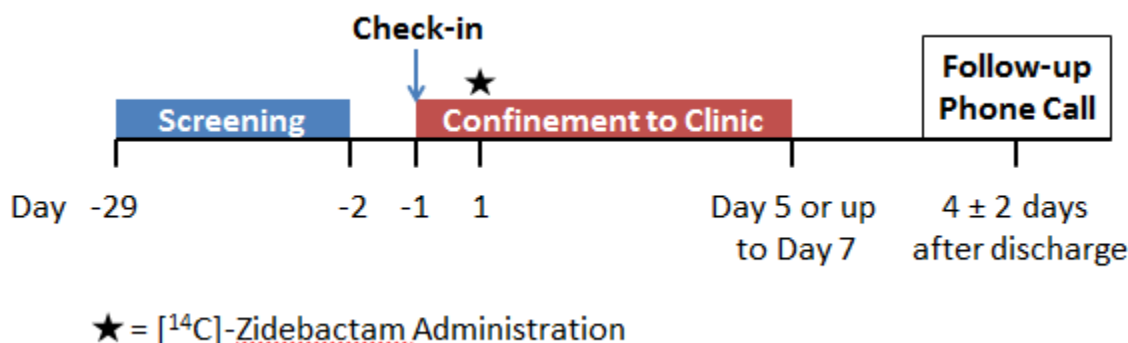 Check-in
Follow-up
Phone Call
Screening
Confinement to Clinic
Day -29 -2 -1 1 Day 5 or up 4 ± 2 days
to Day 7 after discharge
★ = [¹⁴C]-Zidebactam Administration